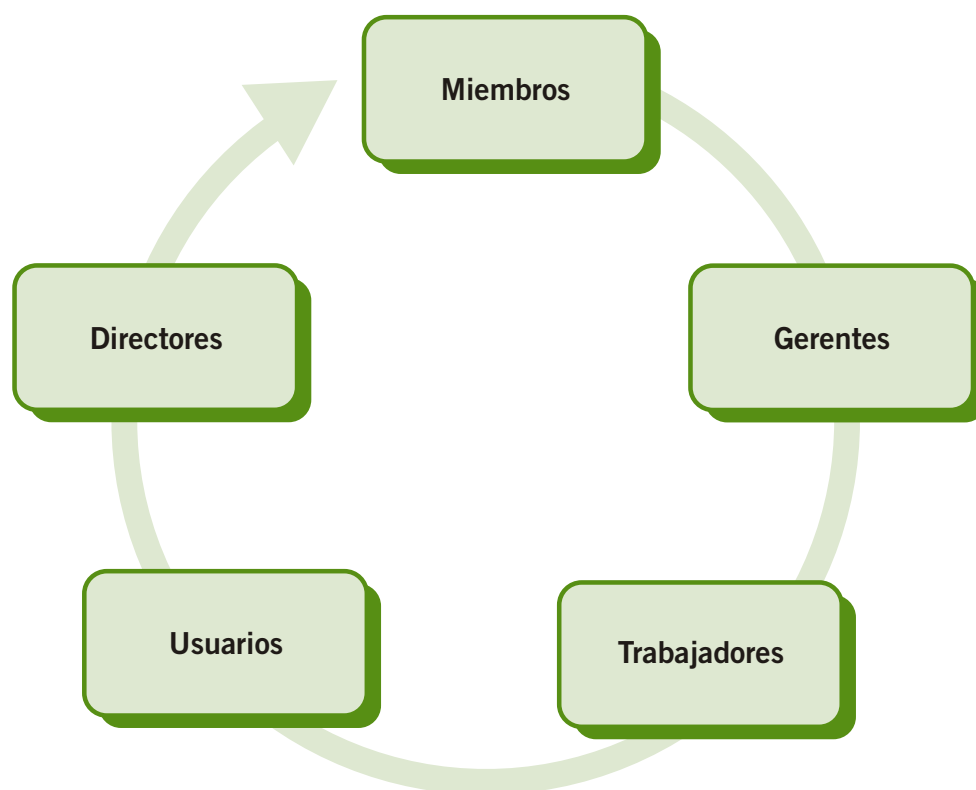 Miembros
Gerentes
Trabajadores
Usuarios
Directores